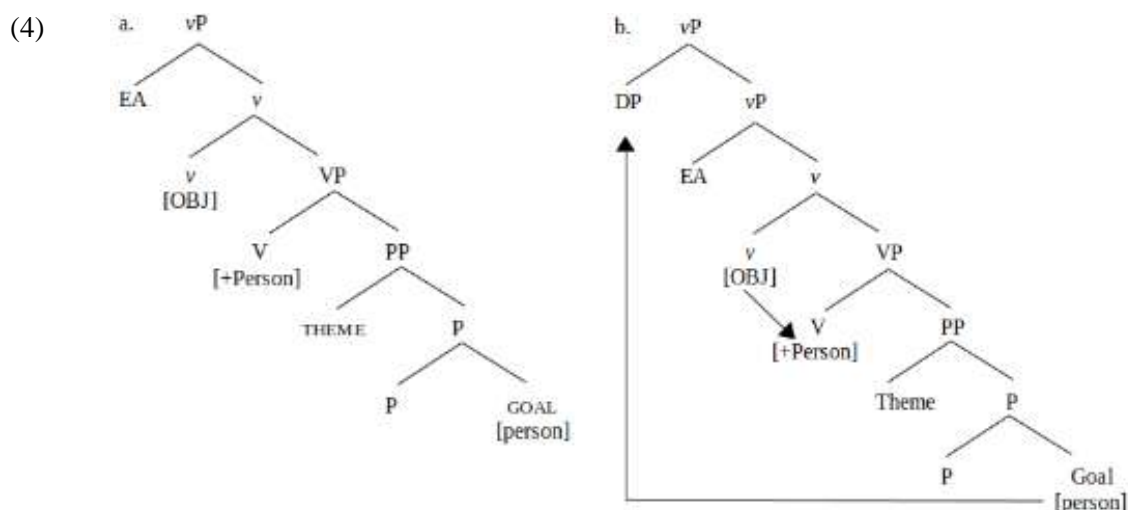 (4) a. vP b. vP
EA v DP vP
v VP EA v
[OBJ]
V PP v VP
[+Person] [OBJ]
THEME P V PP
[+Person]
P GOAL Theme P
[person]
P Goal
[person]